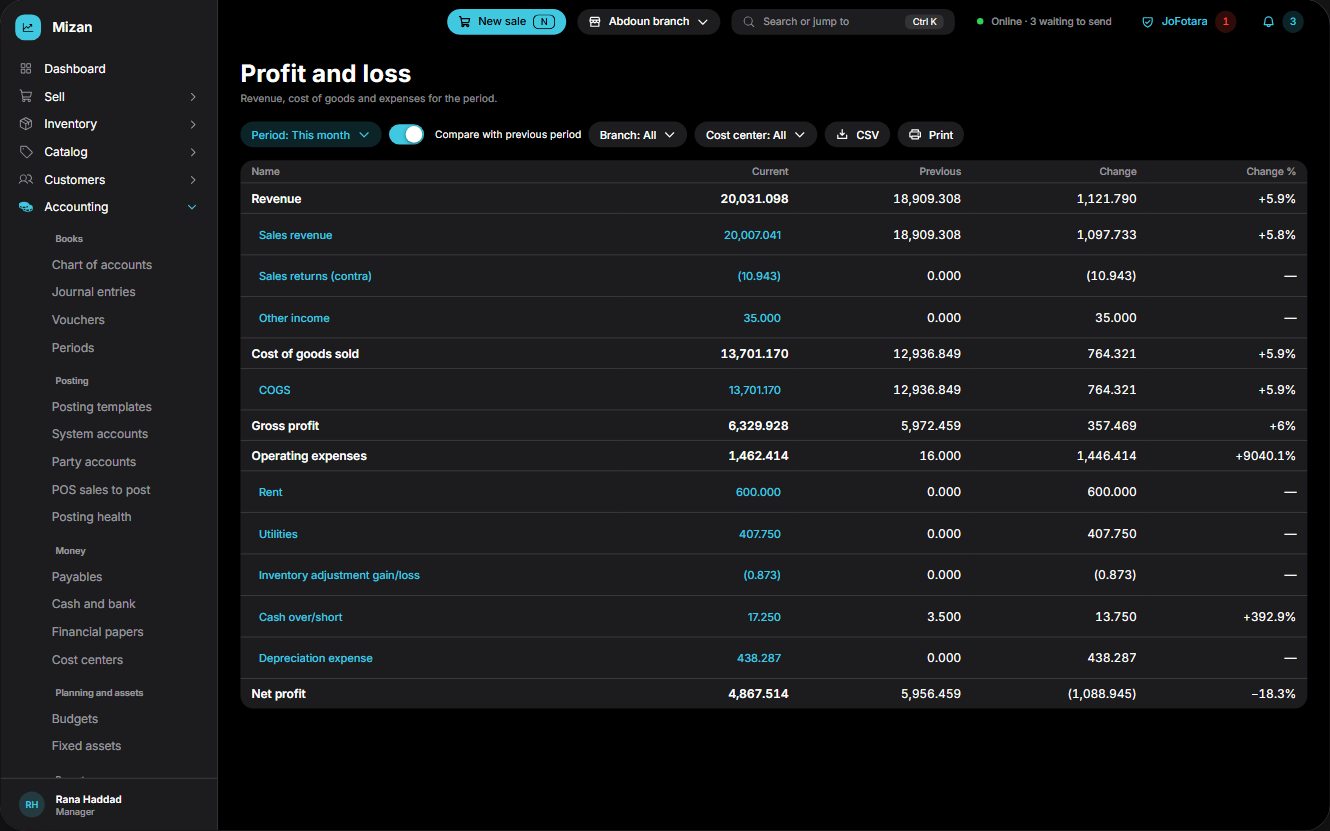 Mizan
New sale N
Abdoun branch
Search or jump to Ctrl K
Online · 3 waiting to send
JoFotara 1
3
Dashboard
Sell
Inventory
Catalog
Customers
Accounting
Books
Chart of accounts
Journal entries
Vouchers
Periods
Posting
Posting templates
System accounts
Party accounts
POS sales to post
Posting health
Money
Payables
Cash and bank
Financial papers
Cost centers
Planning and assets
Budgets
Fixed assets
RH
Rana Haddad
Manager
Profit and loss
Revenue, cost of goods and expenses for the period.
Period: This month Compare with previous period Branch: All Cost center: All CSV Print
Name Current Previous Change Change %
Revenue 20,031.098 18,909.308 1,121.790 +5.9%
Sales revenue 20,007.041 18,909.308 1,097.733 +5.8%
Sales returns (contra) (10.943) 0.000 (10.943) —
Other income 35.000 0.000 35.000 —
Cost of goods sold 13,701.170 12,936.849 764.321 +5.9%
COGS 13,701.170 12,936.849 764.321 +5.9%
Gross profit 6,329.928 5,972.459 357.469 +6%
Operating expenses 1,462.414 16.000 1,446.414 +9040.1%
Rent 600.000 0.000 600.000 —
Utilities 407.750 0.000 407.750 —
Inventory adjustment gain/loss (0.873) 0.000 (0.873) —
Cash over/short 17.250 3.500 13.750 +392.9%
Depreciation expense 438.287 0.000 438.287 —
Net profit 4,867.514 5,956.459 (1,088.945) −18.3%